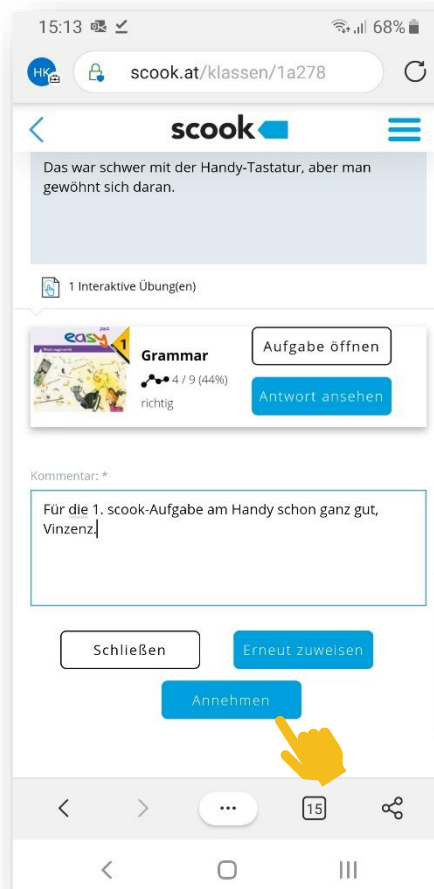 15:13 68%
HK scook.at/klassen/1a278
scook
Das war schwer mit der Handy-Tastatur, aber man
gewöhnt sich daran.
1 Interaktive Übung(en)
easy 1
Grammar
4 / 9 (44%)
richtig
Aufgabe öffnen
Antwort ansehen
Kommentar: *
Für die 1. scook-Aufgabe am Handy schon ganz gut,
Vinzenz.
Schließen
Erneut zuweisen
Annehmen
15